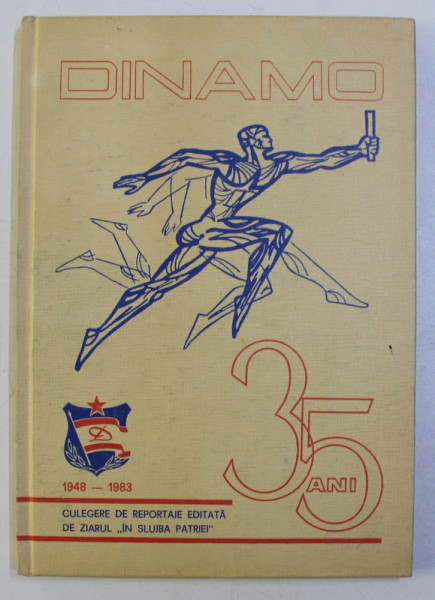 DINAMO
35
ANI
1948 — 1983
CULEGERE DE REPORTAJE EDITATĂ
DE ZIARUL „ÎN SLUJBA PATRIEI"